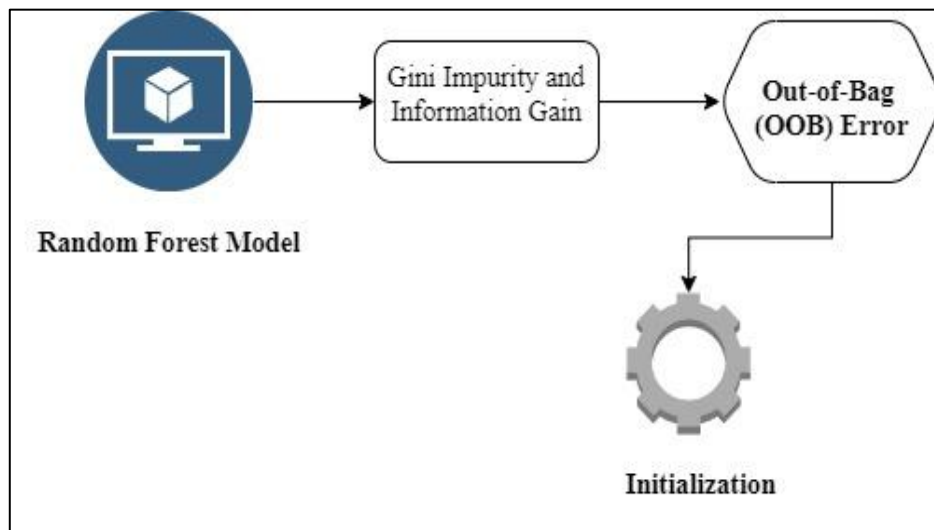 Gini Impurity and
Information Gain
Out-of-Bag
(OOB) Error
Random Forest Model
Initialization